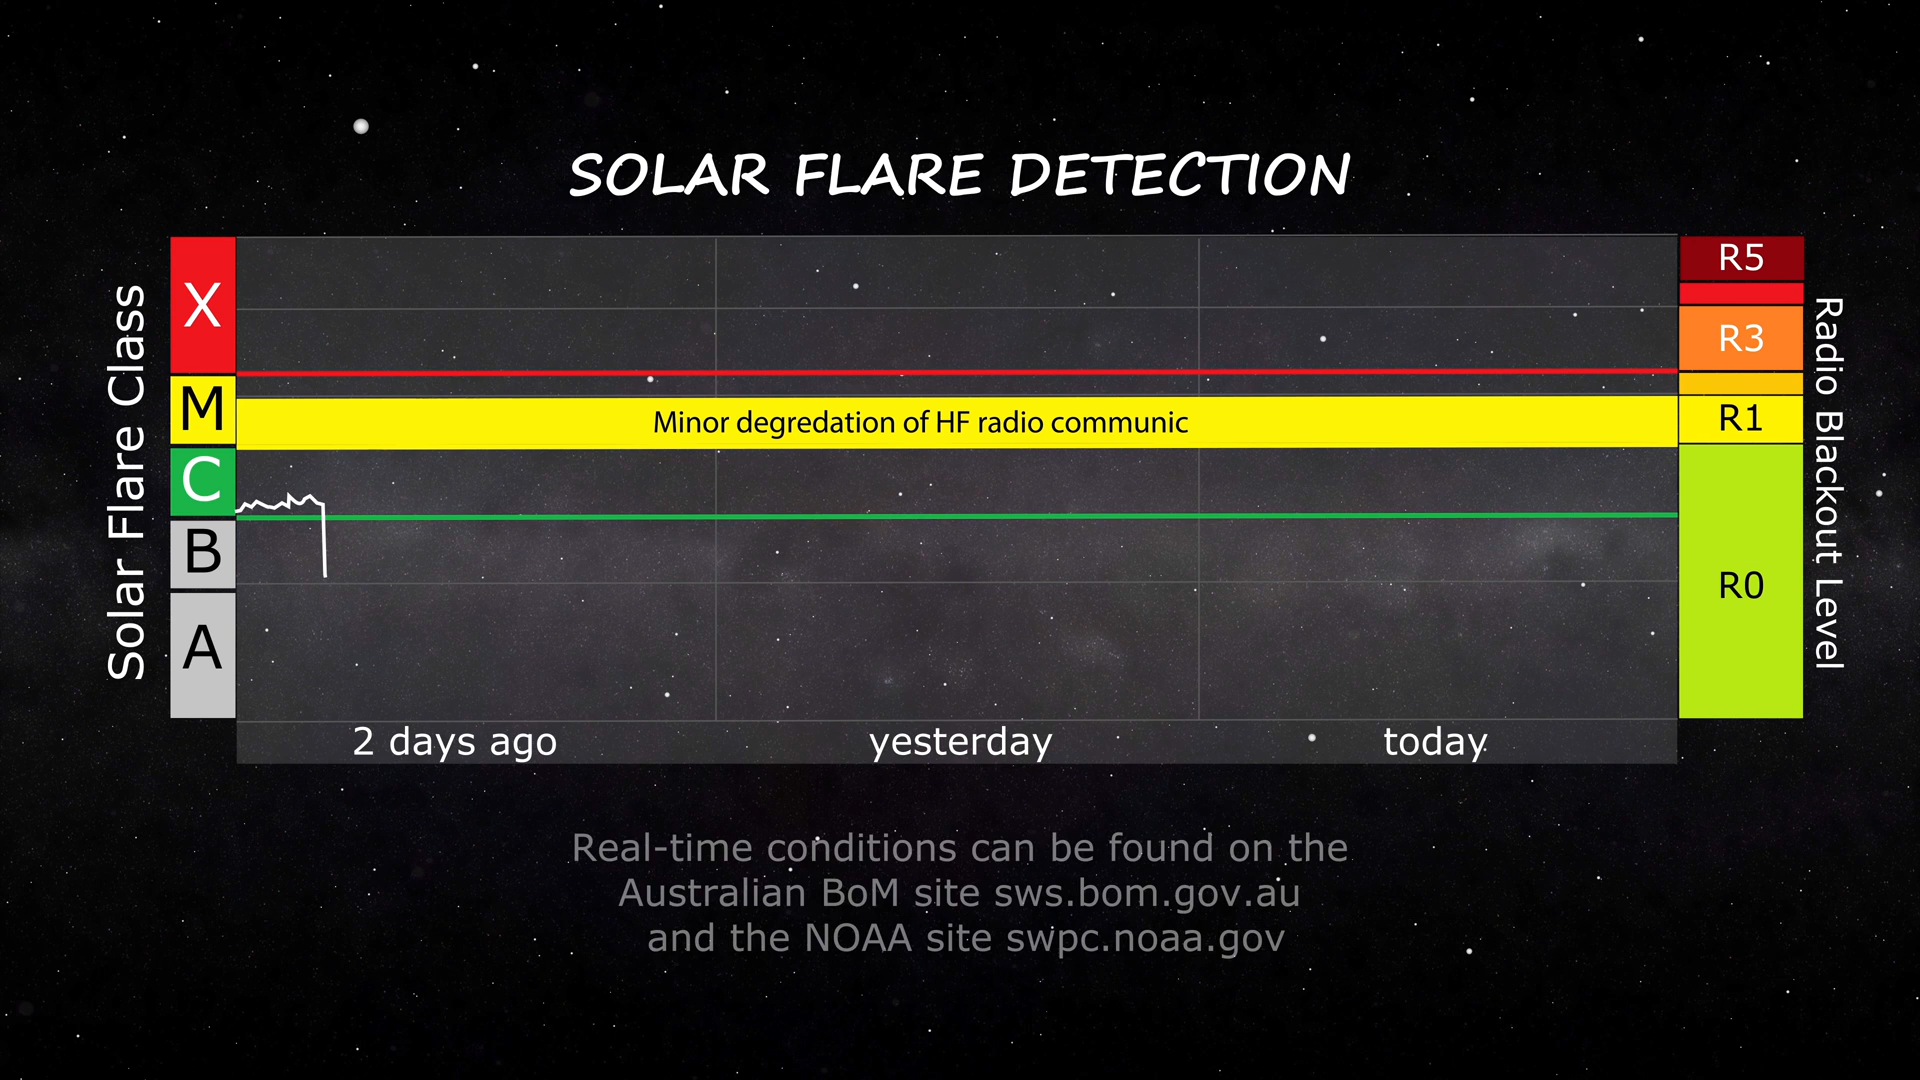 SOLAR FLARE DETECTION
Solar Flare Class
X
M
C
B
A
Minor degredation of HF radio communic
R5
R3
R1
R0
Radio Blackout Level
2 days ago
yesterday
today
Real-time conditions can be found on the
Australian BoM site sws.bom.gov.au
and the NOAA site swpc.noaa.gov